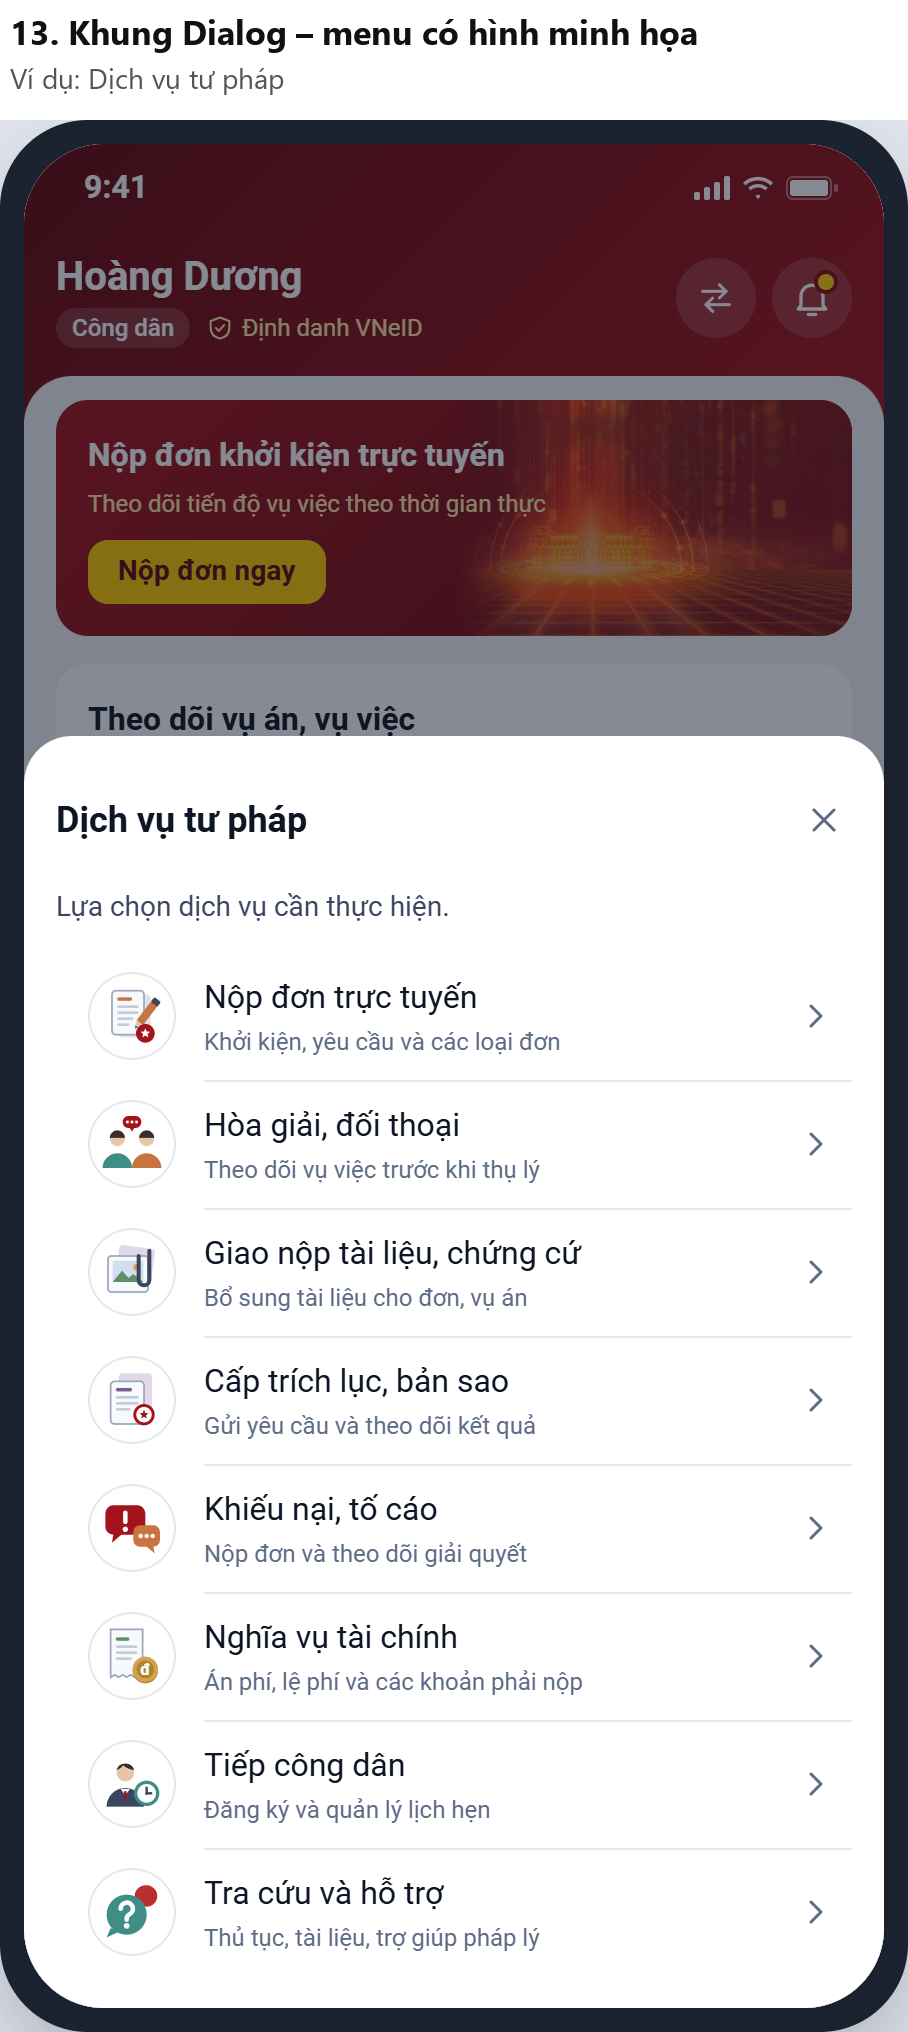 13. Khung Dialog – menu có hình minh họa
Ví dụ: Dịch vụ tư pháp
9:41
Hoàng Dương
Công dân
Định danh VNeID
Nộp đơn khởi kiện trực tuyến
Theo dõi tiến độ vụ việc theo thời gian thực
Nộp đơn ngay
Theo dõi vụ án, vụ việc
Dịch vụ tư pháp
Lựa chọn dịch vụ cần thực hiện.
Nộp đơn trực tuyến
Khởi kiện, yêu cầu và các loại đơn
Hòa giải, đối thoại
Theo dõi vụ việc trước khi thụ lý
Giao nộp tài liệu, chứng cứ
Bổ sung tài liệu cho đơn, vụ án
Cấp trích lục, bản sao
Gửi yêu cầu và theo dõi kết quả
Khiếu nại, tố cáo
Nộp đơn và theo dõi giải quyết
Nghĩa vụ tài chính
Án phí, lệ phí và các khoản phải nộp
Tiếp công dân
Đăng ký và quản lý lịch hẹn
Tra cứu và hỗ trợ
Thủ tục, tài liệu, trợ giúp pháp lý